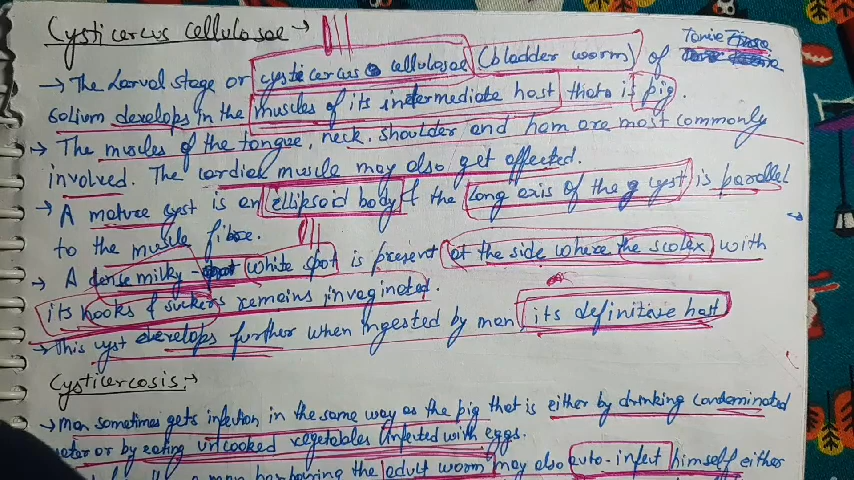 Cysticercus cellulosae →
Taenia
→ The Larval stage or cysticercus cellulosae (bladder worm) of
solium develops in the muscles of its intermediate host thats is pig.
→ The muscles of the tongue, neck, shoulder and ham are most commonly
involved. The cardiac muscle may also get affected.
→ A mature cyst is an ellipsoid body & the long axis of the cyst is parallel
to the muscle fibre.
→ A dense milky- white spot is present at the side where the scolex with
its hooks & suckers remains invaginated.
→ This cyst develops further when ingested by man, its definitive host
Cysticercosis :→
→ Man sometimes gets infection in the same way as the pig that is either by drinking contaminated
water or by eating uncooked vegetables infected with eggs.
a man harbouring the adult worm may also auto-infect himself either